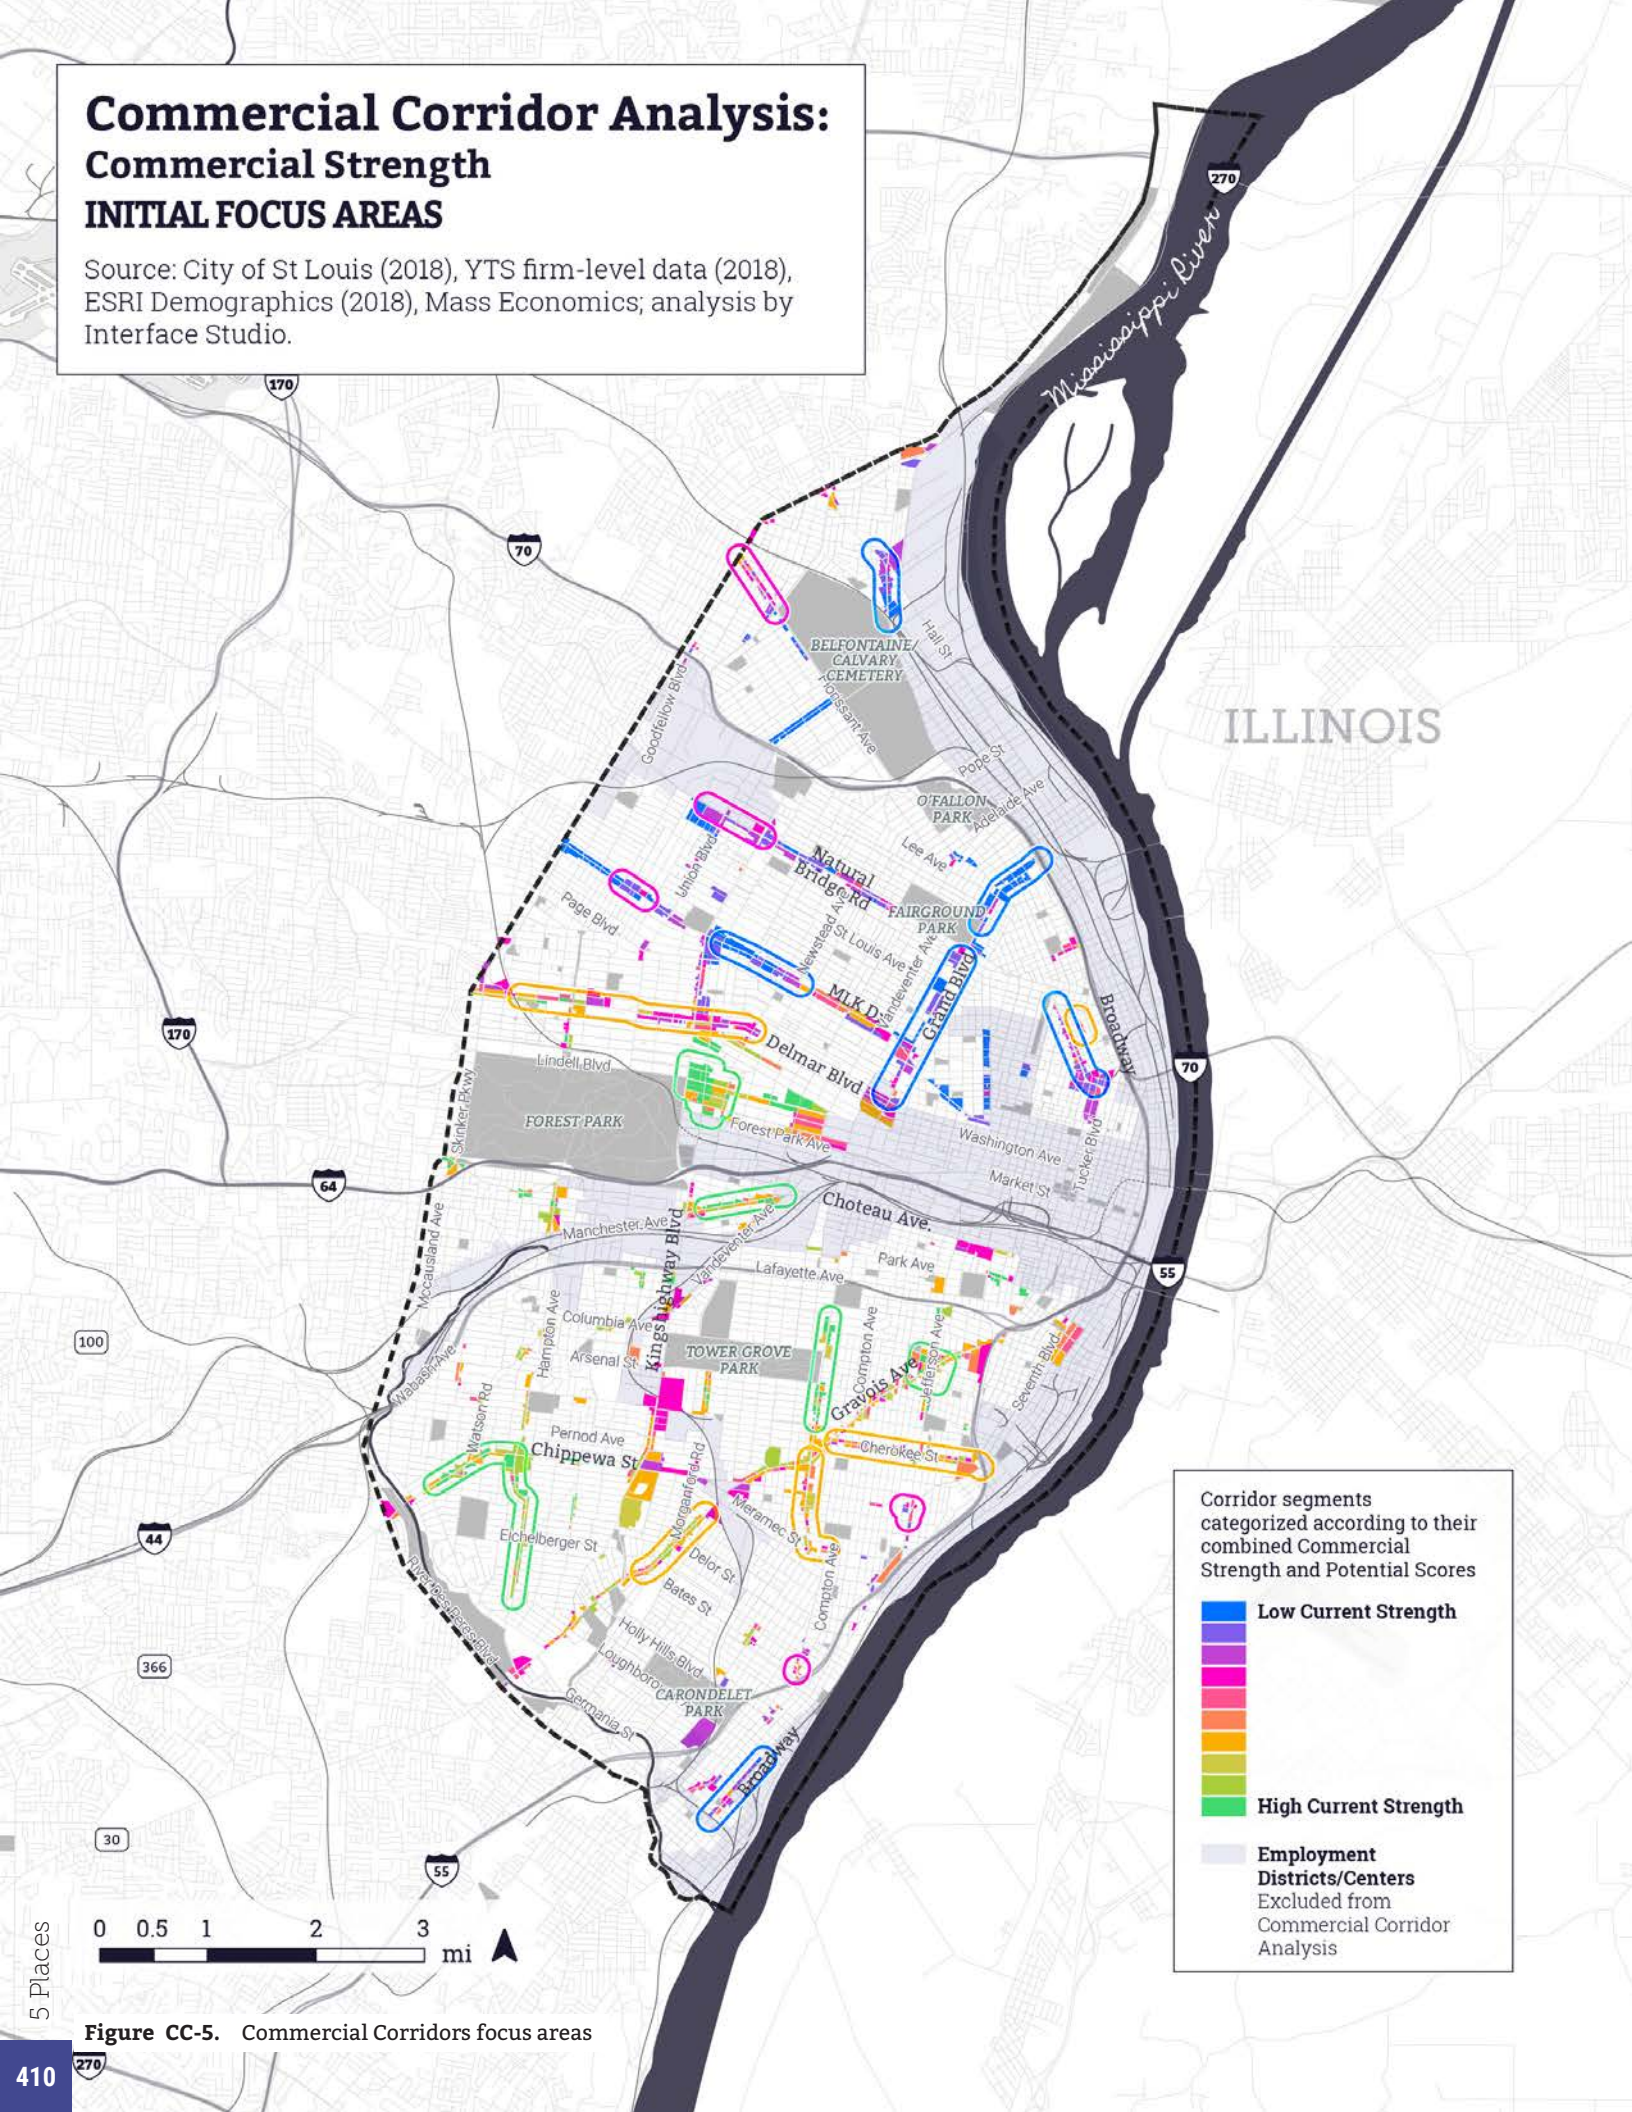 Commercial Corridor Analysis:
Commercial Strength
INITIAL FOCUS AREAS
Source: City of St Louis (2018), YTS firm-level data (2018),
ESRI Demographics (2018), Mass Economics; analysis by
Interface Studio.
270
Mississippi River
170
70
BELFONTAINE/
CALVARY
CEMETERY
Hall St
Goodfellow Blvd
Florissant Ave
ILLINOIS
Pope St
O'FALLON
PARK
Adelaide Ave
Lee Ave
Natural
Bridge Rd
Union Blvd
Page Blvd
FAIRGROUND
PARK
Newstead Ave
St Louis Ave
Vandeventer Ave
Grand Blvd
MLK Dr
Broadway
170
Delmar Blvd
Lindell Blvd
70
Skinker Pkwy
FOREST PARK
Forest Park Ave
Washington Ave
Tucker Blvd
Market St
64
Choteau Ave.
Manchester Ave
Kingshighway Blvd
Vandeventer Ave
Mccausland Ave
Park Ave
Lafayette Ave
55
Hampton Ave
Columbia Ave
Compton Ave
100
Arsenal St
TOWER GROVE
PARK
Jefferson Ave
Seventh Blvd
Wabash Ave
Gravois Ave
Watson Rd
Pernod Ave
Chippewa St
Cherokee St
Morganford Rd
Meramec St
44
Eichelberger St
Delor St
Bates St
Compton Ave
River Des Peres Blvd
Holly Hills Blvd
Loughboro
366
CARONDELET
PARK
Germania St
Broadway
30
55
Corridor segments
categorized according to their
combined Commercial
Strength and Potential Scores
Low Current Strength
High Current Strength
Employment
Districts/Centers
Excluded from
Commercial Corridor
Analysis
0 0.5 1 2 3
mi
5 Places
Figure CC-5. Commercial Corridors focus areas
410
270